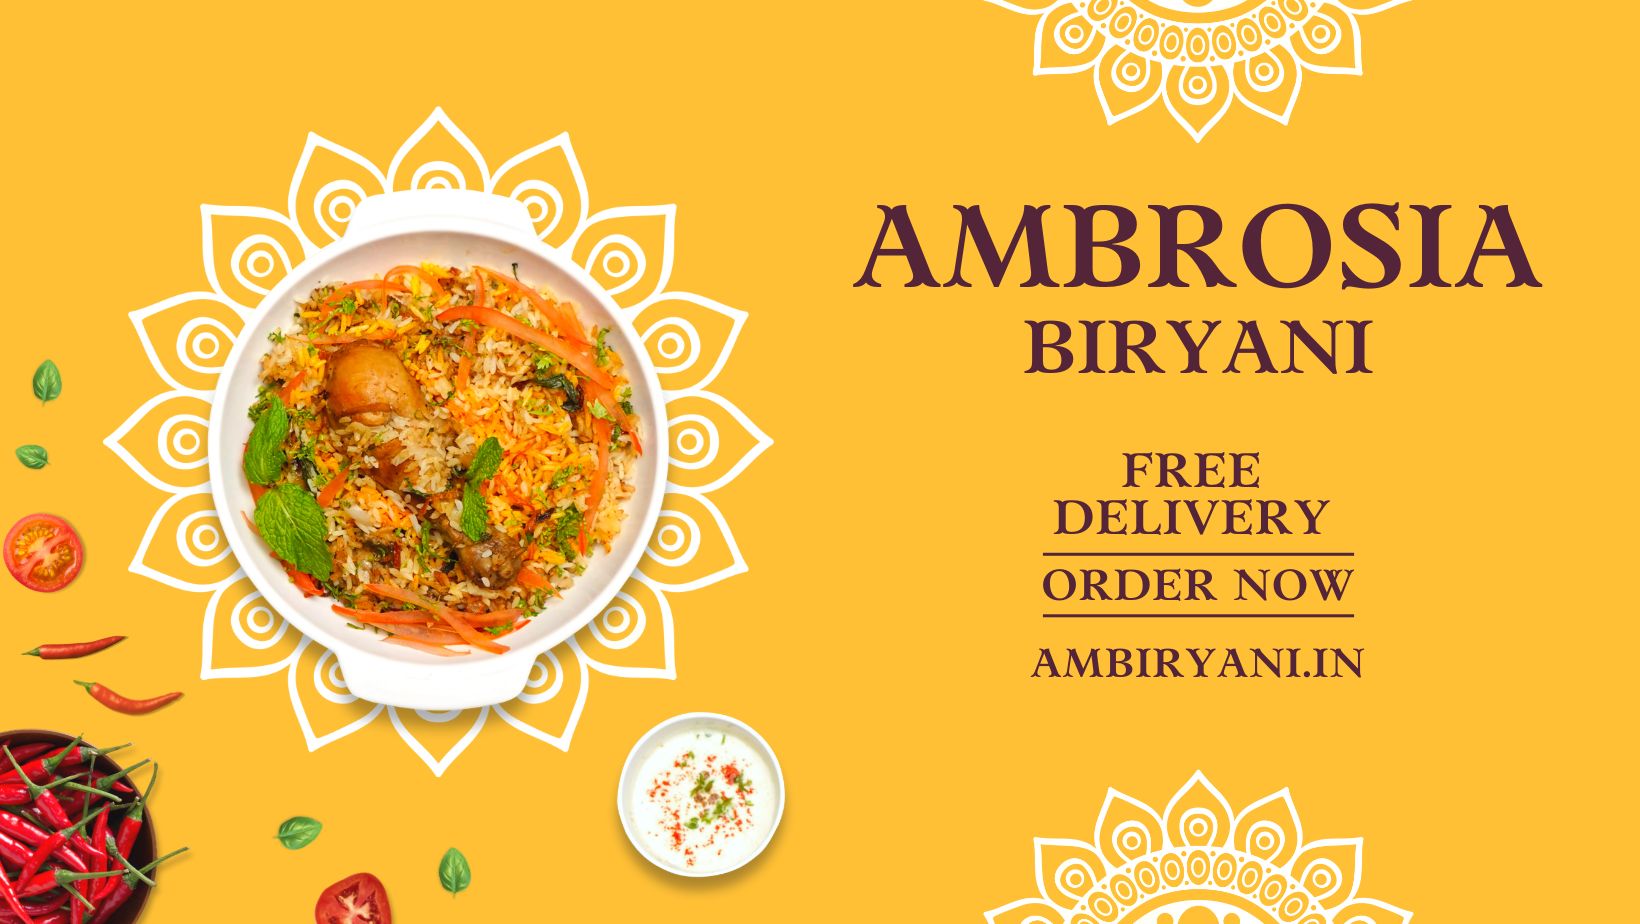 AMBROSIA
BIRYANI
FREE
DELIVERY
ORDER NOW
AMBIRYANI.IN